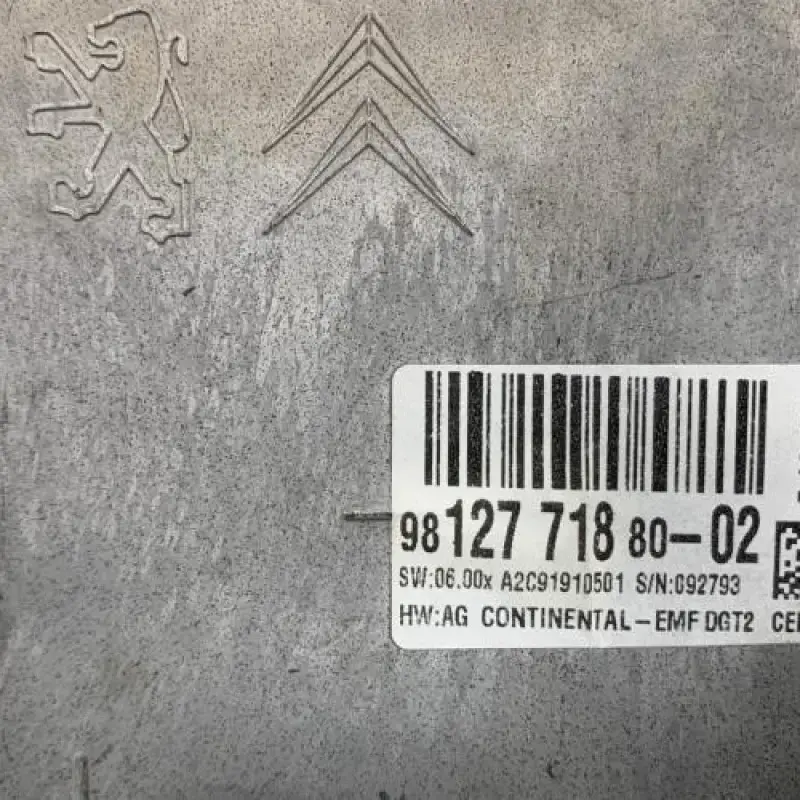 98 127 718 80-02
SW:06.00x A2C91910501 S/N:092793
HW:AG CONTINENTAL-EMF DGT2